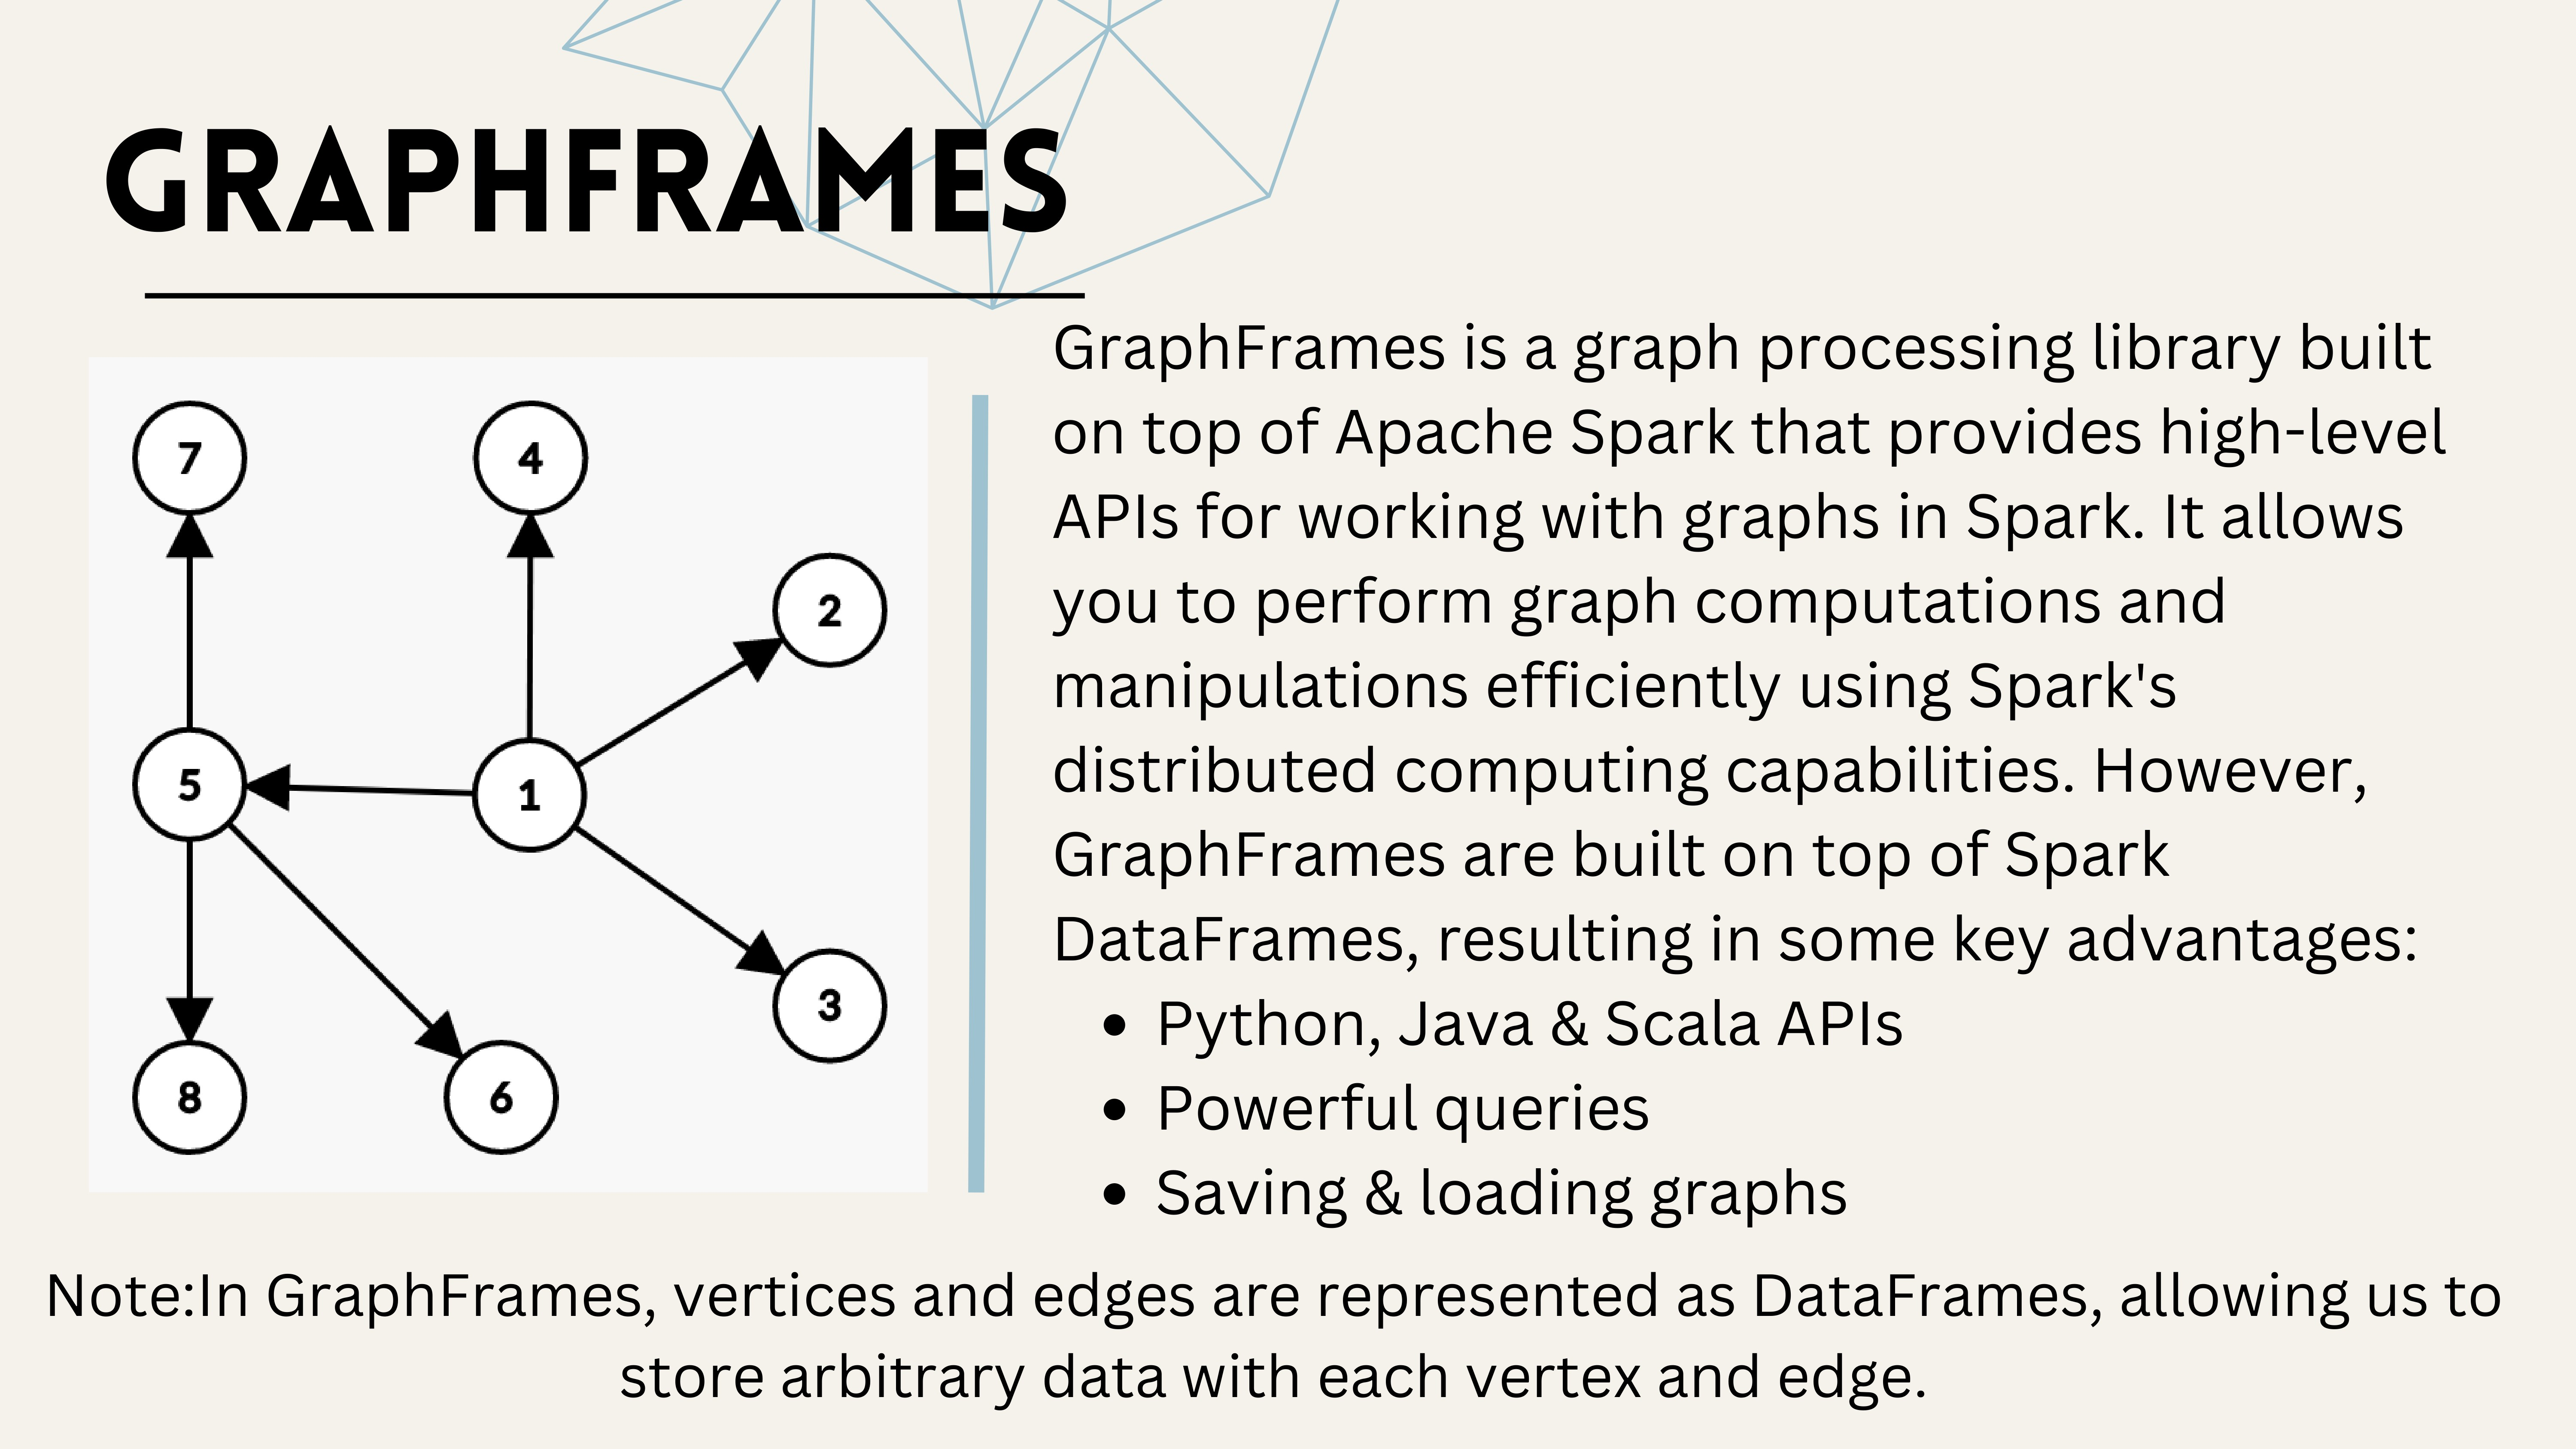 GRAPHFRAMES
7
4
2
5
1
3
8
6
GraphFrames is a graph processing library built
on top of Apache Spark that provides high-level
APIs for working with graphs in Spark. It allows
you to perform graph computations and
manipulations efficiently using Spark's
distributed computing capabilities. However,
GraphFrames are built on top of Spark
DataFrames, resulting in some key advantages:
• Python, Java & Scala APIs
• Powerful queries
• Saving & loading graphs
Note:In GraphFrames, vertices and edges are represented as DataFrames, allowing us to
store arbitrary data with each vertex and edge.